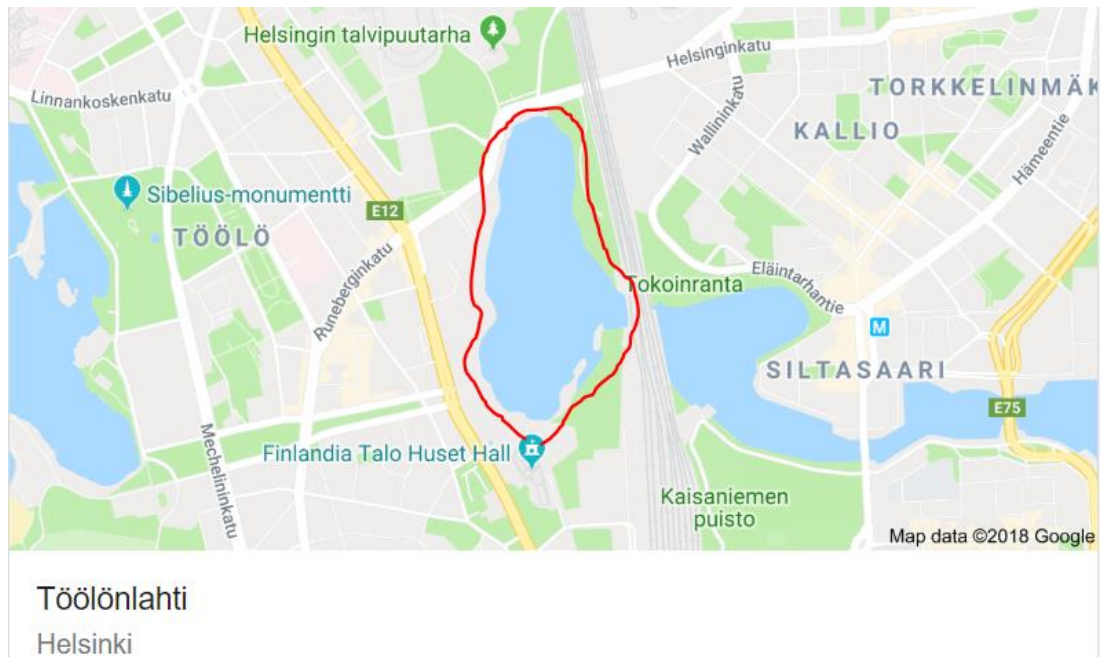 Helsingin talvipuutarha
Helsinginkatu
Linnankoskenkatu
TORKKELINMÄK
Wallininkatu
KALLIO
Hämeentie
Sibelius-monumentti
E12
TÖÖLÖ
Runeberginkatu
Eläintarhantie
Tokoinranta
M
SILTASAARI
E75
Mechelininkatu
Finlandia Talo Huset Hall
Kaisaniemen
puisto
Map data ©2018 Google
Töölönlahti
Helsinki